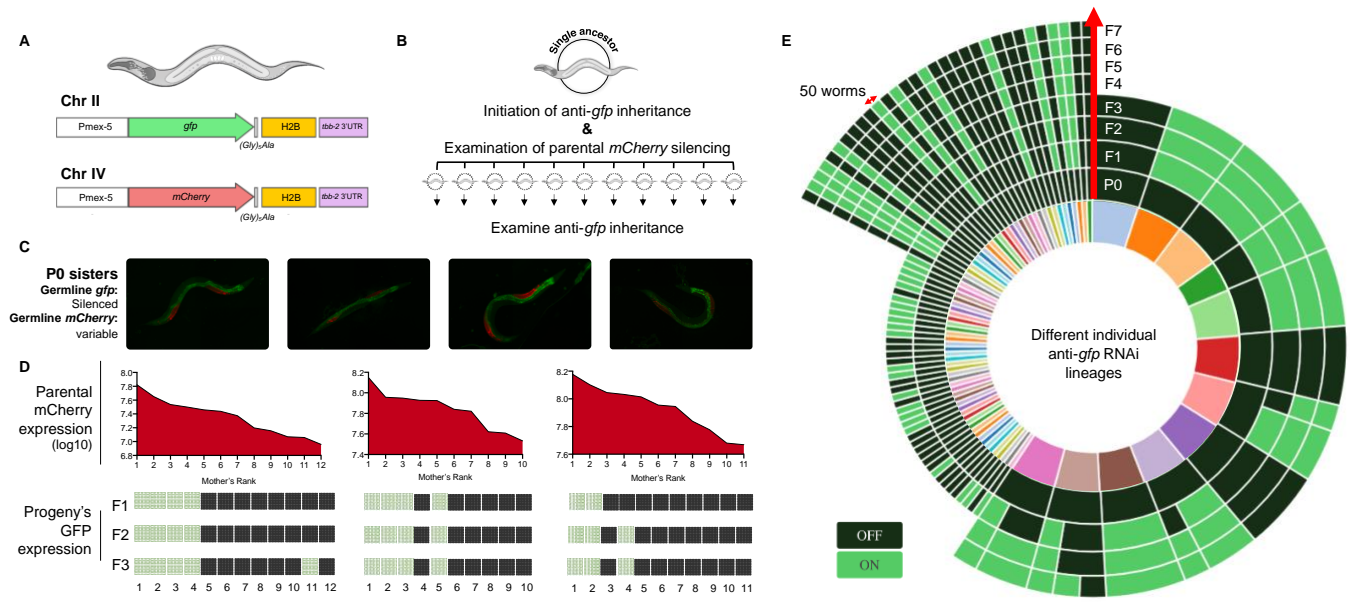 A
Chr II
Pmex-5
gfp
H2B
tbb-2 3'UTR
(Gly)5Ala
Chr IV
Pmex-5
mCherry
H2B
tbb-2 3'UTR
(Gly)5Ala
B
Single ancestor
Initiation of anti-gfp inheritance
&
Examination of parental mCherry silencing
Examine anti-gfp inheritance
C
P0 sisters
Germline gfp:
Silenced
Germline mCherry:
variable
D
Parental
mCherry
expression
(log10)
8.0
7.8
7.6
7.4
7.2
7.0
6.8
1 2 3 4 5 6 7 8 9 10 11 12
Mother's Rank
8.2
8.0
7.8
7.6
7.4
1 2 3 4 5 6 7 8 9 10
Mother's Rank
8.2
8.0
7.8
7.6
1 2 3 4 5 6 7 8 9 10 11
Mother's Rank
Progeny's
GFP
expression
F1
F2
F3
1 2 3 4 5 6 7 8 9 10 11 12
1 2 3 4 5 6 7 8 9 10
1 2 3 4 5 6 7 8 9 10 11
E
50 worms
F7
F6
F5
F4
F3
F2
F1
P0
Different individual
anti-gfp RNAi
lineages
OFF
ON